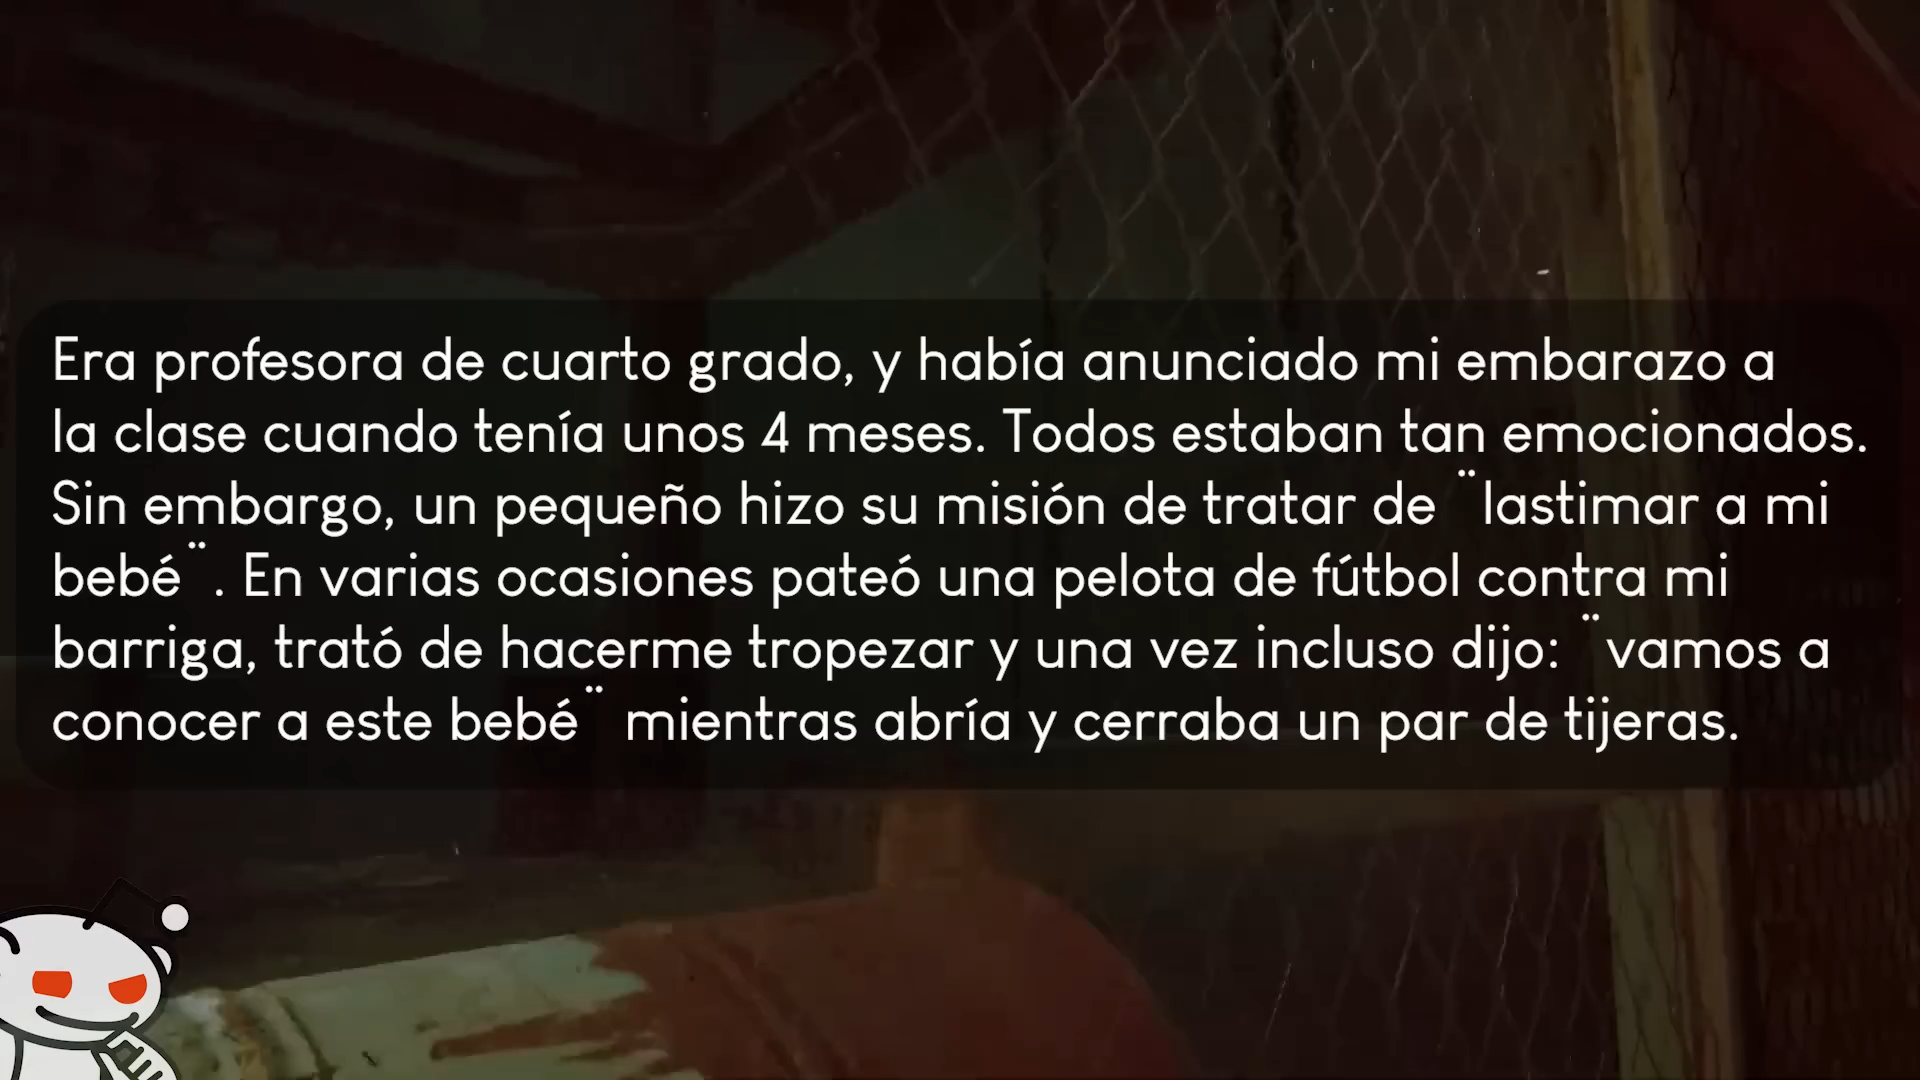 Era profesora de cuarto grado, y había anunciado mi embarazo a
la clase cuando tenía unos 4 meses. Todos estaban tan emocionados.
Sin embargo, un pequeño hizo su misión de tratar de ¨lastimar a mi
bebé¨. En varias ocasiones pateó una pelota de fútbol contra mi
barriga, trató de hacerme tropezar y una vez incluso dijo: ¨vamos a
conocer a este bebé¨ mientras abría y cerraba un par de tijeras.